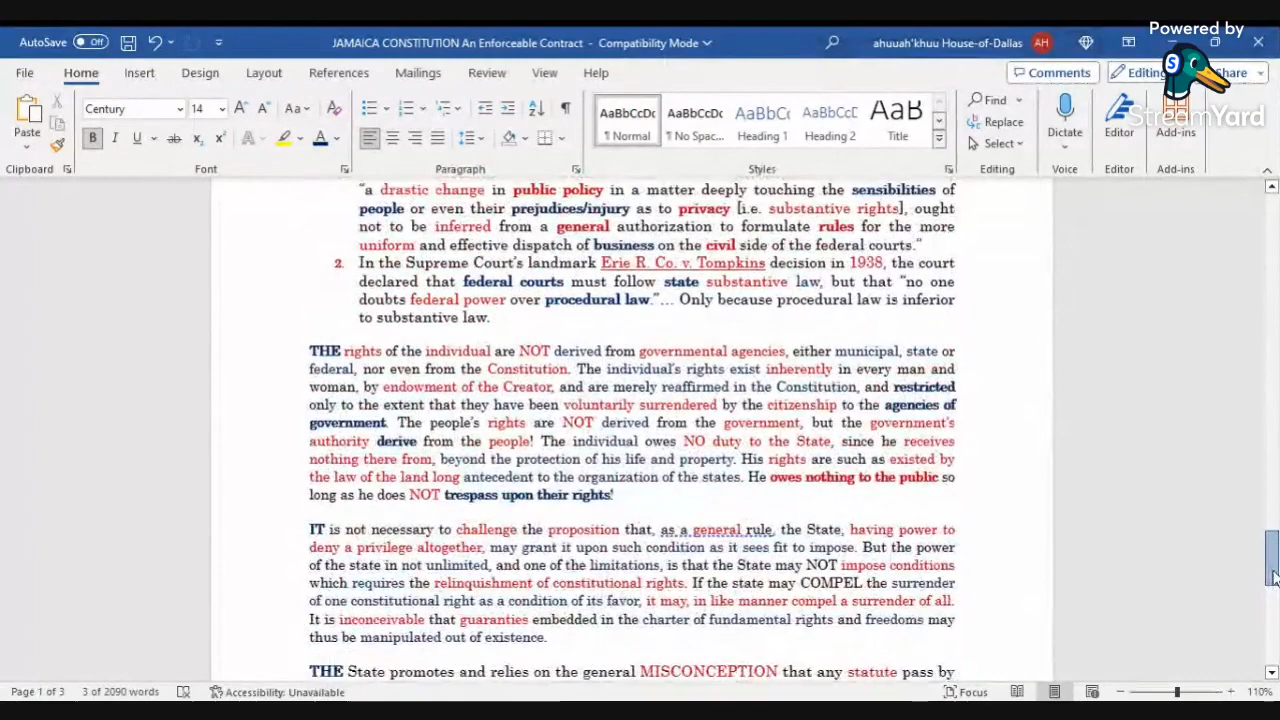 Powered by
StreamYard
AutoSave Off
JAMAICA CONSTITUTION An Enforceable Contract - Compatibility Mode
ahuuah'khuu House-of-Dallas AH
File Home Insert Design Layout References Mailings Review View Help
Comments Editing Share
Paste
Century 14
AaBbCcDc AaBbCcDc AaBbCc AaBbCcD AaB
¶ Normal ¶ No Spac... Heading 1 Heading 2 Title
Find
Replace
Select
Dictate
Editor
Add-ins
Clipboard Font Paragraph Styles Editing Voice Editor Add-ins
"a drastic change in public policy in a matter deeply touching the sensibilities of
people or even their prejudices/injury as to privacy [i.e. substantive rights], ought
not to be inferred from a general authorization to formulate rules for the more
uniform and effective dispatch of business on the civil side of the federal courts."
2. In the Supreme Court's landmark Erie R. Co. v. Tompkins decision in 1938, the court
declared that federal courts must follow state substantive law, but that "no one
doubts federal power over procedural law."... Only because procedural law is inferior
to substantive law.
THE rights of the individual are NOT derived from governmental agencies, either municipal, state or
federal, nor even from the Constitution. The individual's rights exist inherently in every man and
woman, by endowment of the Creator, and are merely reaffirmed in the Constitution, and restricted
only to the extent that they have been voluntarily surrendered by the citizenship to the agencies of
government. The people's rights are NOT derived from the government, but the government's
authority derive from the people! The individual owes NO duty to the State, since he receives
nothing there from, beyond the protection of his life and property. His rights are such as existed by
the law of the land long antecedent to the organization of the states. He owes nothing to the public so
long as he does NOT trespass upon their rights!
IT is not necessary to challenge the proposition that, as a general rule, the State, having power to
deny a privilege altogether, may grant it upon such condition as it sees fit to impose. But the power
of the state in not unlimited, and one of the limitations, is that the State may NOT impose conditions
which requires the relinquishment of constitutional rights. If the state may COMPEL the surrender
of one constitutional right as a condition of its favor, it may, in like manner compel a surrender of all.
It is inconceivable that guaranties embedded in the charter of fundamental rights and freedoms may
thus be manipulated out of existence.
THE State promotes and relies on the general MISCONCEPTION that any statute pass by
Page 1 of 3 3 of 2090 words Accessibility: Unavailable Focus 110%